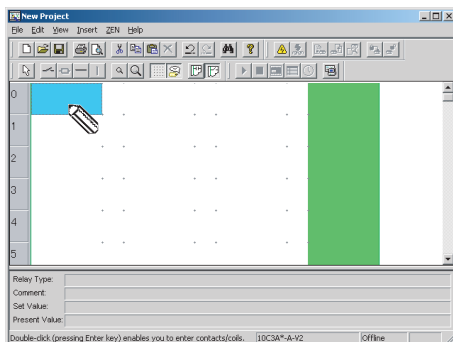 New Project
File Edit View Insert ZEN Help
0
1
2
3
4
5
Relay Type:
Comment:
Set Value:
Present Value:
Double-click (pressing Enter key) enables you to enter contacts/coils. 10C3A*-A-V2 Offline